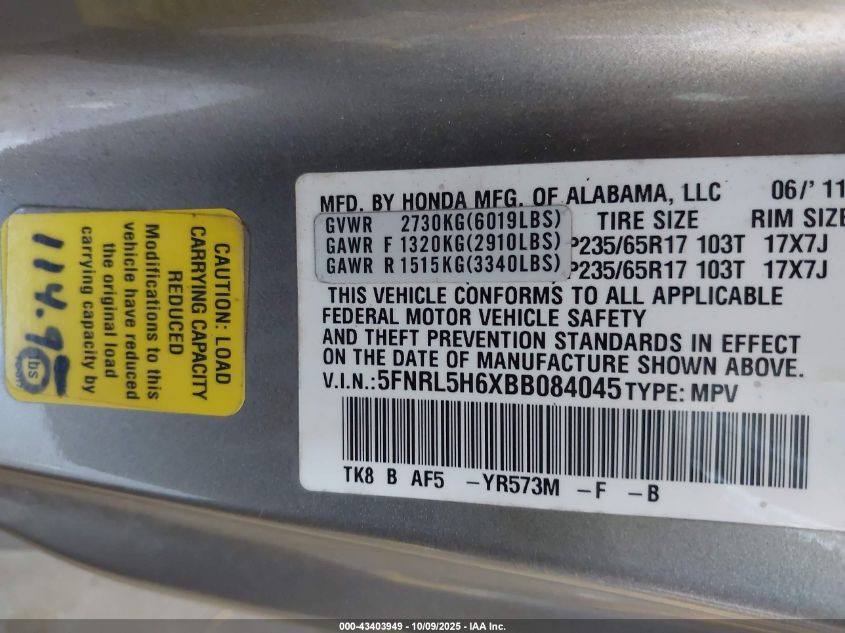 MFD. BY HONDA MFG. OF ALABAMA, LLC 06/'11
GVWR 2730KG(6019LBS) TIRE SIZE RIM SIZE
GAWR F 1320KG(2910LBS) P235/65R17 103T 17X7J
GAWR R 1515KG(3340LBS) P235/65R17 103T 17X7J
THIS VEHICLE CONFORMS TO ALL APPLICABLE
FEDERAL MOTOR VEHICLE SAFETY
AND THEFT PREVENTION STANDARDS IN EFFECT
ON THE DATE OF MANUFACTURE SHOWN ABOVE.
V.I.N.:5FNRL5H6XBB084045 TYPE: MPV
TK8 B AF5 -YR573M -F -B
CAUTION: LOAD
CARRYING CAPACITY
REDUCED
Modifications to this
vehicle have reduced
the original load
carrying capacity by
114.9
lbs
000-43403949 - 10/09/2025 - IAA Inc.